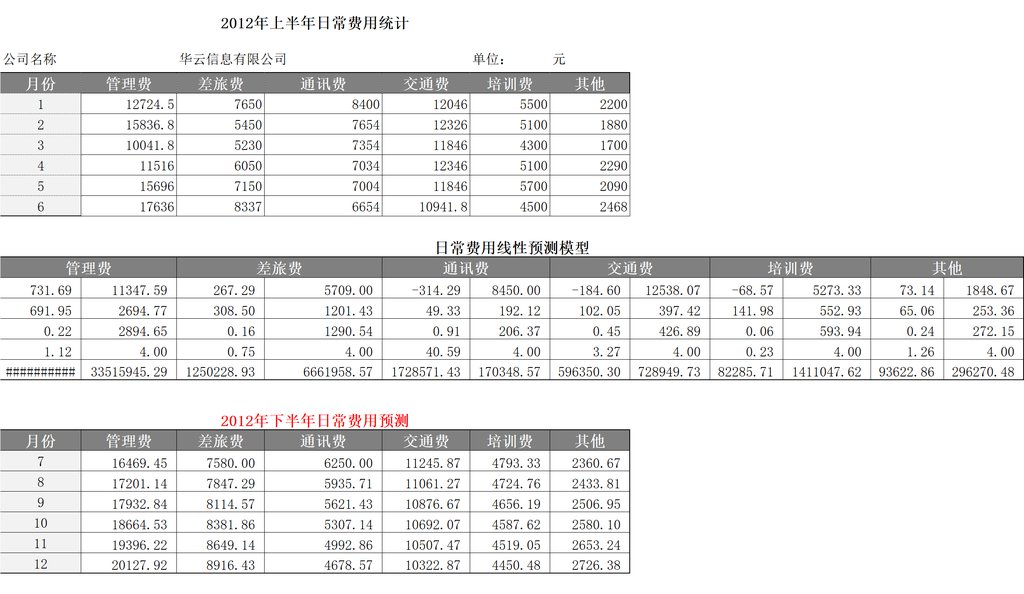 2012年上半年日常费用统计
公司名称 华云信息有限公司 单位: 元
月份 管理费 差旅费 通讯费 交通费 培训费 其他
1 12724.5 7650 8400 12046 5500 2200
2 15836.8 5450 7654 12326 5100 1880
3 10041.8 5230 7354 11846 4300 1700
4 11516 6050 7034 12346 5100 2290
5 15696 7150 7004 11846 5700 2090
6 17636 8337 6654 10941.8 4500 2468
日常费用线性预测模型
管理费 差旅费 通讯费 交通费 培训费 其他
731.69 11347.59 267.29 5709.00 -314.29 8450.00 -184.60 12538.07 -68.57 5273.33 73.14 1848.67
691.95 2694.77 308.50 1201.43 49.33 192.12 102.05 397.42 141.98 552.93 65.06 253.36
0.22 2894.65 0.16 1290.54 0.91 206.37 0.45 426.89 0.06 593.94 0.24 272.15
1.12 4.00 0.75 4.00 40.59 4.00 3.27 4.00 0.23 4.00 1.26 4.00
########## 33515945.29 1250228.93 6661958.57 1728571.43 170348.57 596350.30 728949.73 82285.71 1411047.62 93622.86 296270.48
2012年下半年日常费用预测
月份 管理费 差旅费 通讯费 交通费 培训费 其他
7 16469.45 7580.00 6250.00 11245.87 4793.33 2360.67
8 17201.14 7847.29 5935.71 11061.27 4724.76 2433.81
9 17932.84 8114.57 5621.43 10876.67 4656.19 2506.95
10 18664.53 8381.86 5307.14 10692.07 4587.62 2580.10
11 19396.22 8649.14 4992.86 10507.47 4519.05 2653.24
12 20127.92 8916.43 4678.57 10322.87 4450.48 2726.38